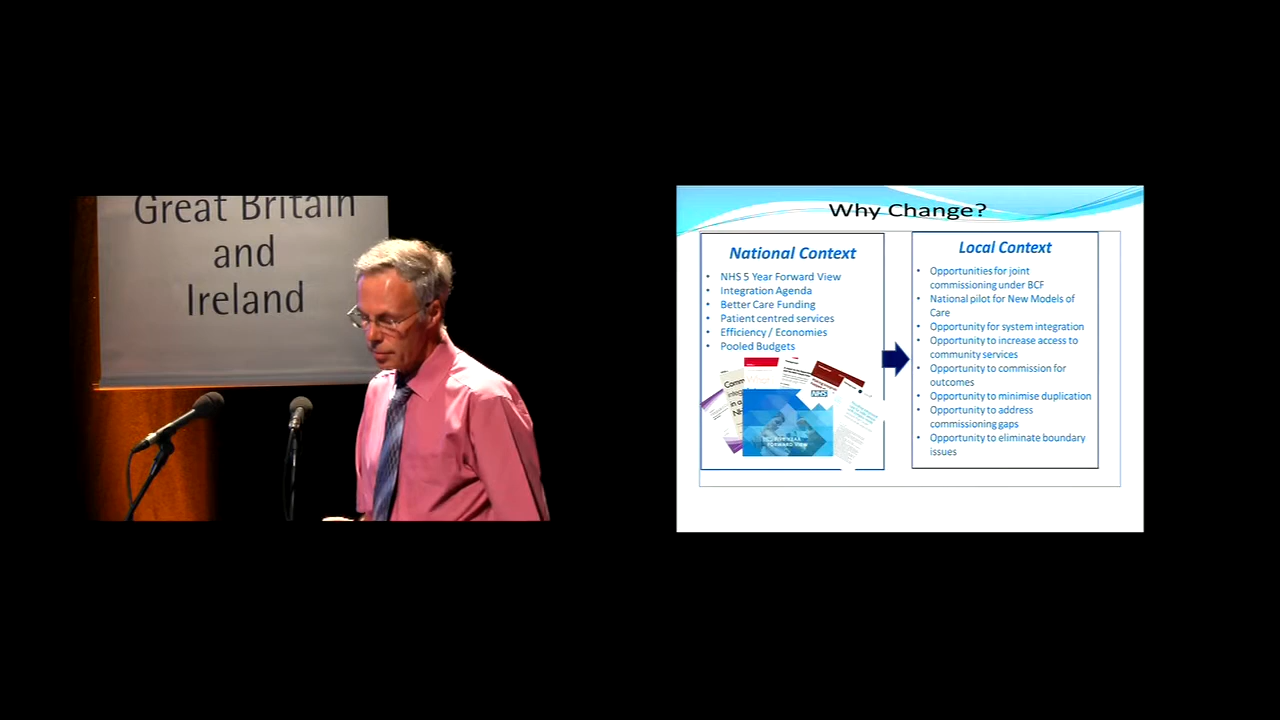 Great Britain
and
Ireland
Why Change?
National Context
• NHS 5 Year Forward View
• Integration Agenda
• Better Care Funding
• Patient centred services
• Efficiency / Economies
• Pooled Budgets
NHS
FORWARD VIEW
Local Context
• Opportunities for joint
commissioning under BCF
• National pilot for New Models of
Care
• Opportunity for system integration
• Opportunity to increase access to
community services
• Opportunity to commission for
outcomes
• Opportunity to minimise duplication
• Opportunity to address
commissioning gaps
• Opportunity to eliminate boundary
issues